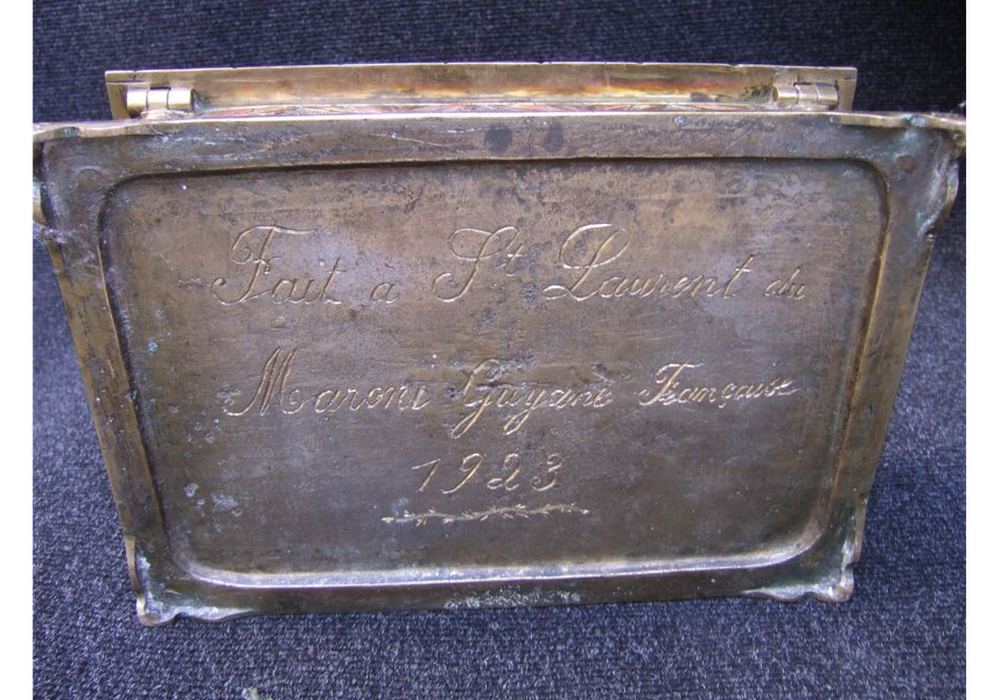 Fait à St Laurent du
Maroni Guyane Française
1923